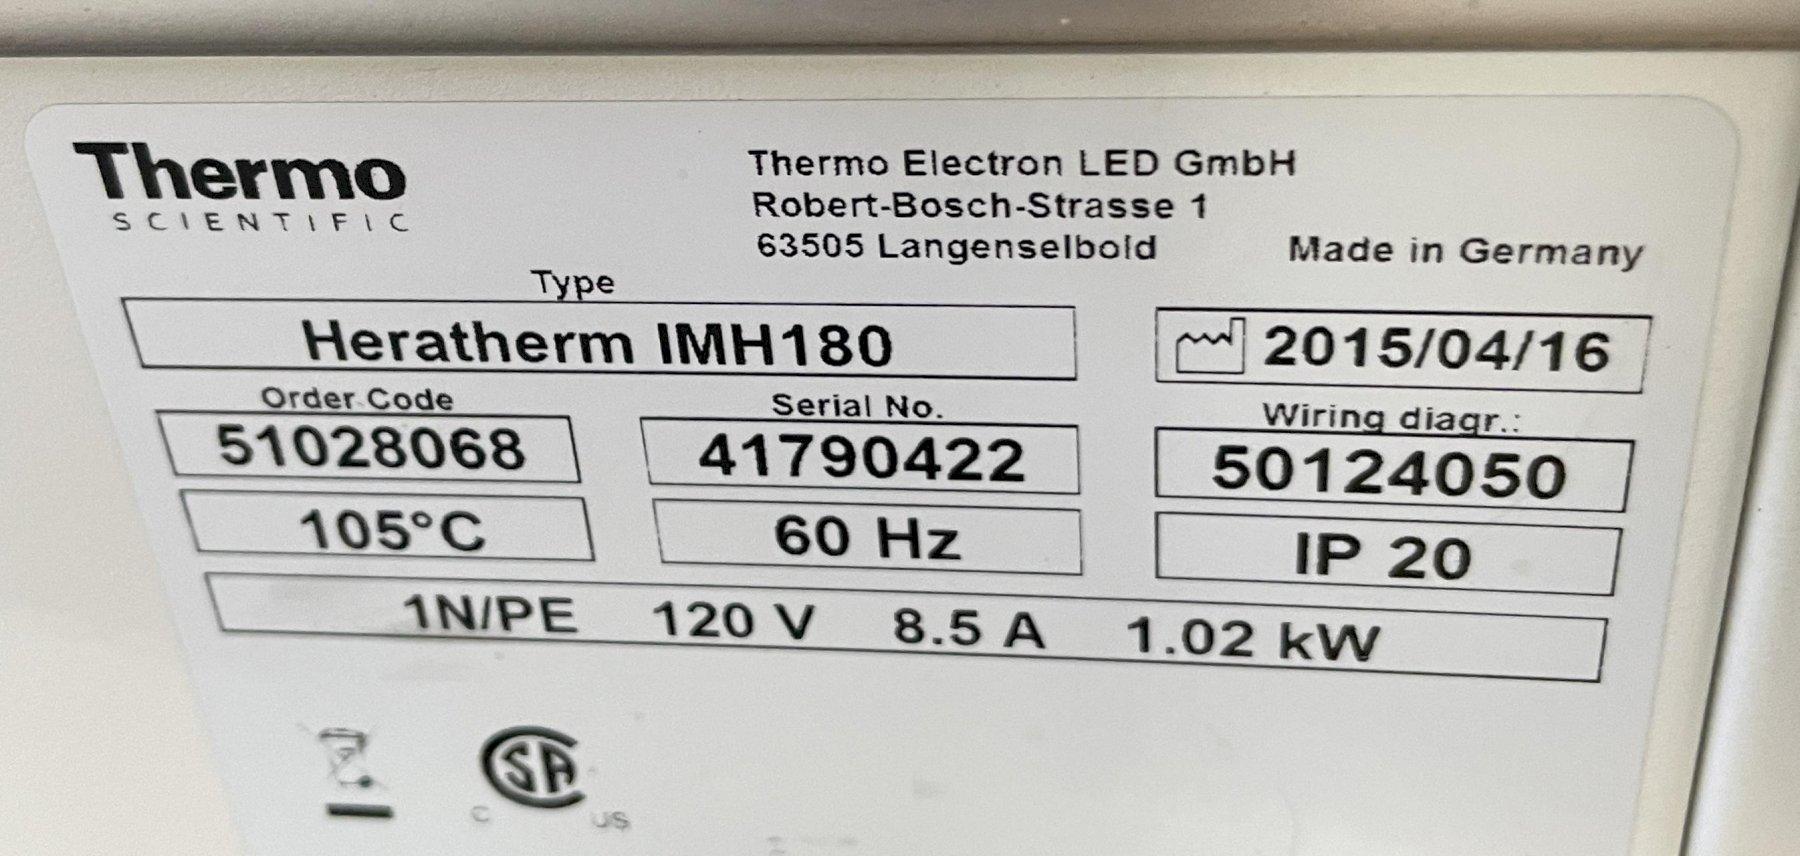 Thermo
SCIENTIFIC
Thermo Electron LED GmbH
Robert-Bosch-Strasse 1
63505 Langenselbold
Made in Germany
Type
Heratherm IMH180
2015/04/16
Order Code
Serial No.
Wiring diagr.:
51028068
41790422
50124050
105°C
60 Hz
IP 20
1N/PE 120 V 8.5 A 1.02 kW
SA
C US